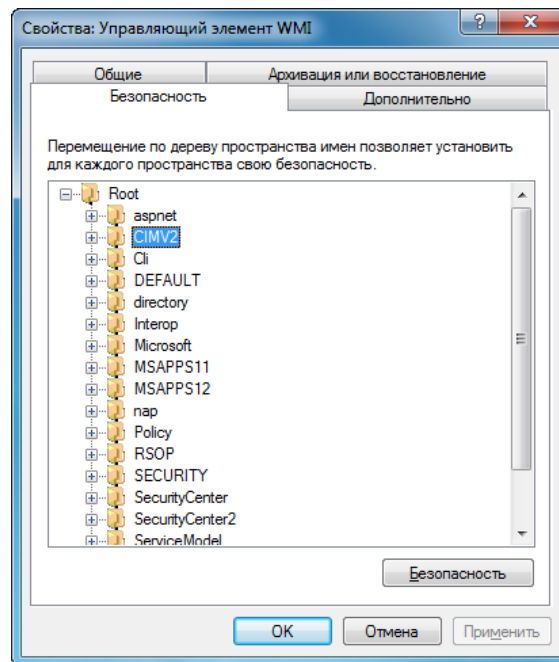 Свойства: Управляющий элемент WMI
Общие
Архивация или восстановление
Безопасность
Дополнительно
Перемещение по дереву пространства имен позволяет установить
для каждого пространства свою безопасность.
Root
aspnet
CIMV2
Cli
DEFAULT
directory
Interop
Microsoft
MSAPPS11
MSAPPS12
nap
Policy
RSOP
SECURITY
SecurityCenter
SecurityCenter2
ServiceModel
Безопасность
OK
Отмена
Применить